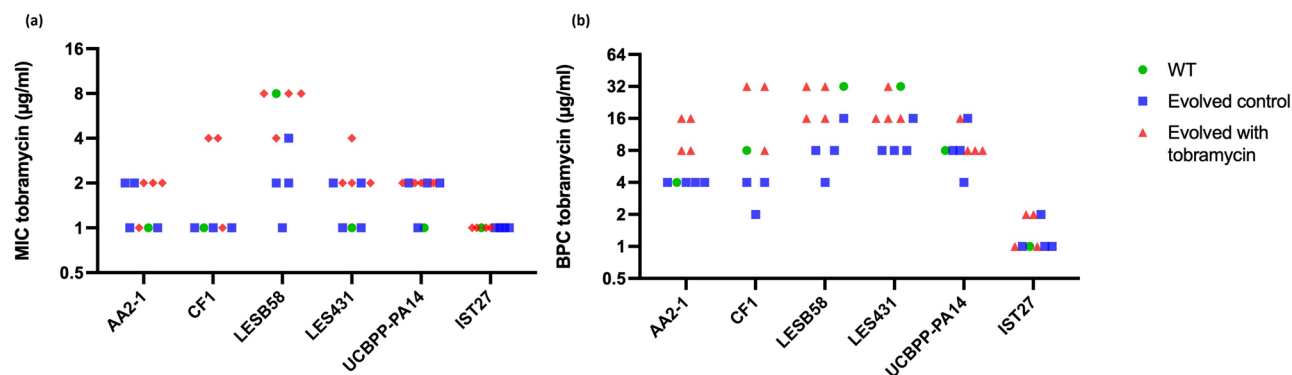 (a)
MIC tobramycin (µg/ml)
16
8
4
2
1
0.5
AA2-1
CF1
LESB58
LES431
UCBPP-PA14
IST27
(b)
BPC tobramycin (µg/ml)
64
32
16
8
4
2
1
0.5
AA2-1
CF1
LESB58
LES431
UCBPP-PA14
IST27
WT
Evolved control
Evolved with
tobramycin